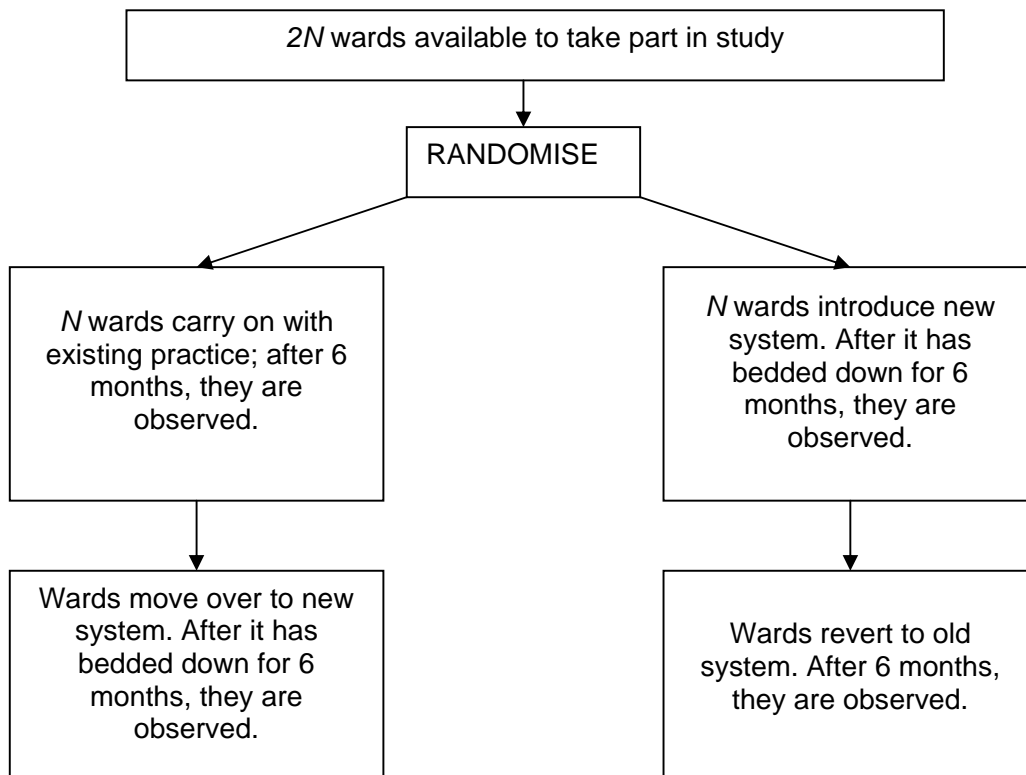 2N wards available to take part in study
RANDOMISE
N wards carry on with
existing practice; after 6
months, they are
observed.
N wards introduce new
system. After it has
bedded down for 6
months, they are
observed.
Wards move over to new
system. After it has
bedded down for 6
months, they are
observed.
Wards revert to old
system. After 6 months,
they are observed.